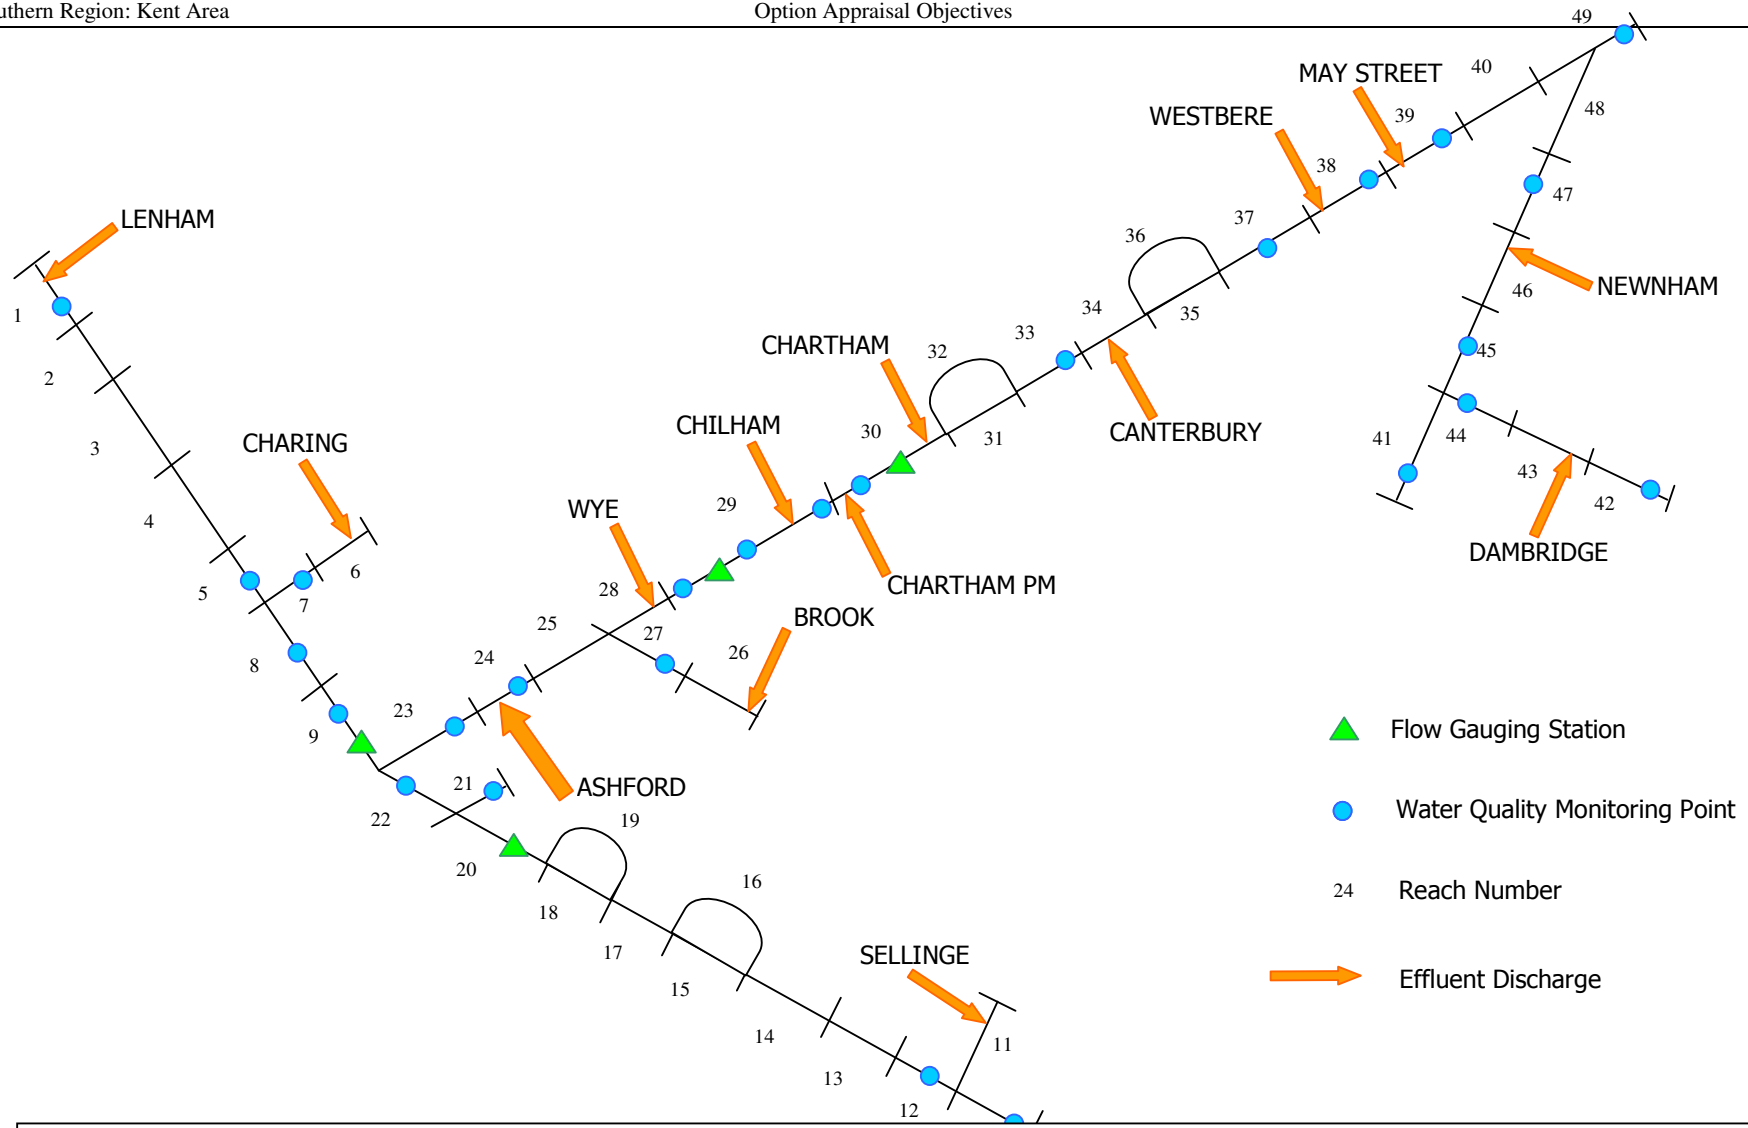 uthern Region: Kent Area
Option Appraisal Objectives
49
40
MAY STREET
48
39
WESTBERE
38
47
37
36
LENHAM
NEWNHAM
46
1
34
35
33
45
CHARTHAM
32
2
CHILHAM
CANTERBURY
30
31
44
41
CHARING
3
43
42
29
WYE
4
DAMBRIDGE
6
CHARTHAM PM
28
5
7
BROOK
25
27
26
24
8
23
9
Flow Gauging Station
21
ASHFORD
22
19
Water Quality Monitoring Point
20
16
24
Reach Number
18
17
SELLINGE
15
Effluent Discharge
14
11
13
12